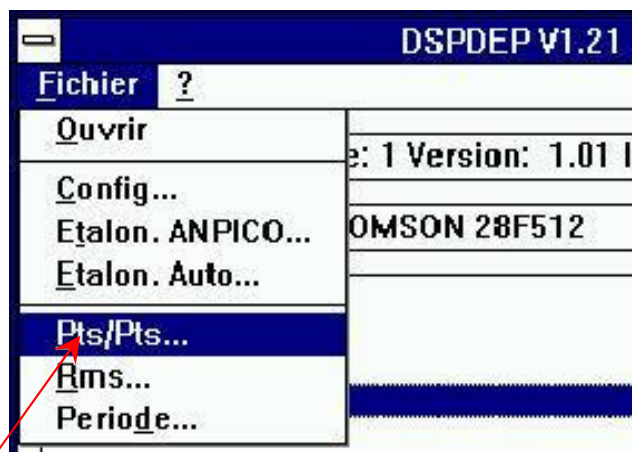 DSPDEP V1.21
Fichier ?
Ouvrir
e: 1 Version: 1.01
Config...
Etalon. ANPICO...
OMSON 28F512
Etalon. Auto...
Pts/Pts...
Rms...
Periode...